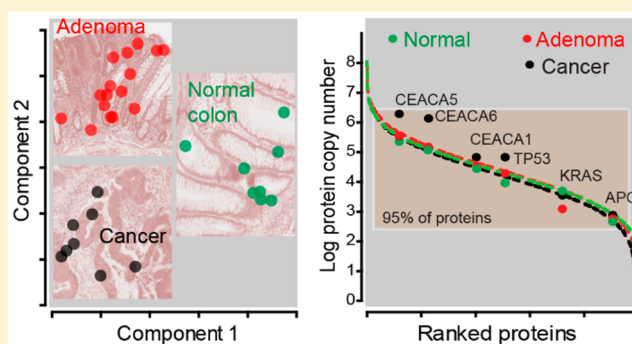 Adenoma
Normal
colon
Cancer
Component 2
Component 1
Normal
Adenoma
Cancer
CEACA5
CEACA6
CEACA1
TP53
KRAS
APC
95% of proteins
Log protein copy number
8
7
6
5
4
3
2
1
0
Ranked proteins